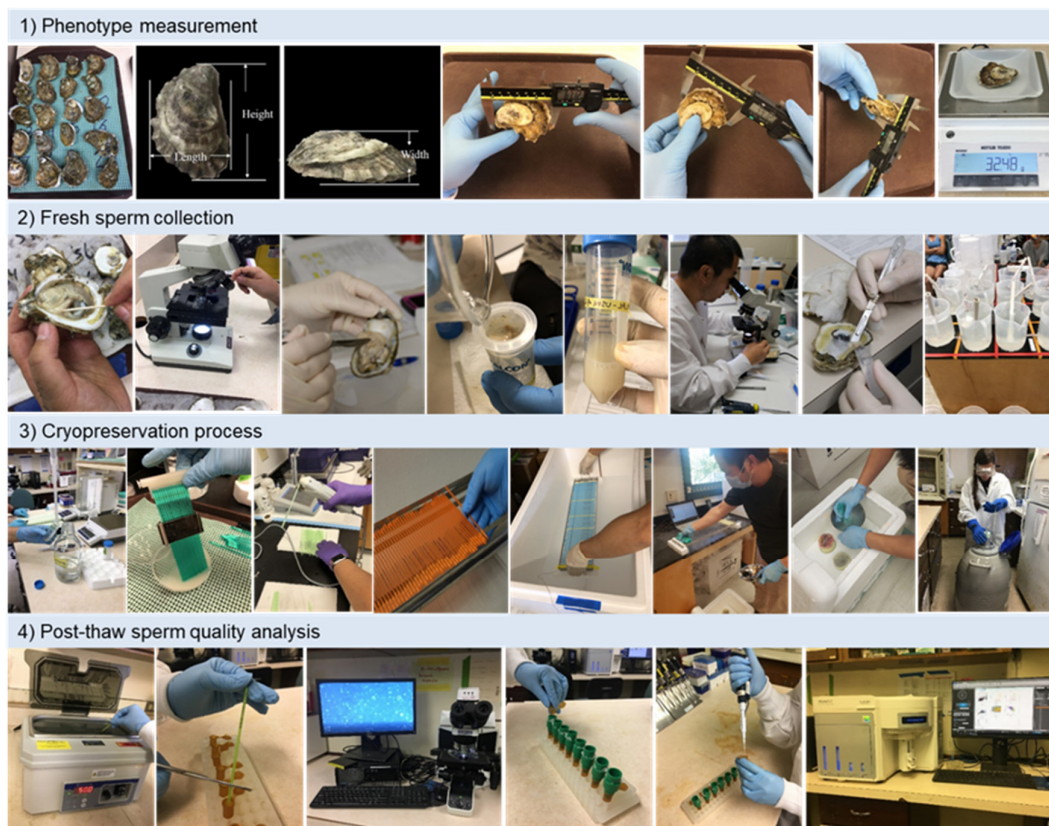 1) Phenotype measurement
Height
Length
Width
3248
2) Fresh sperm collection
3) Cryopreservation process
4) Post-thaw sperm quality analysis